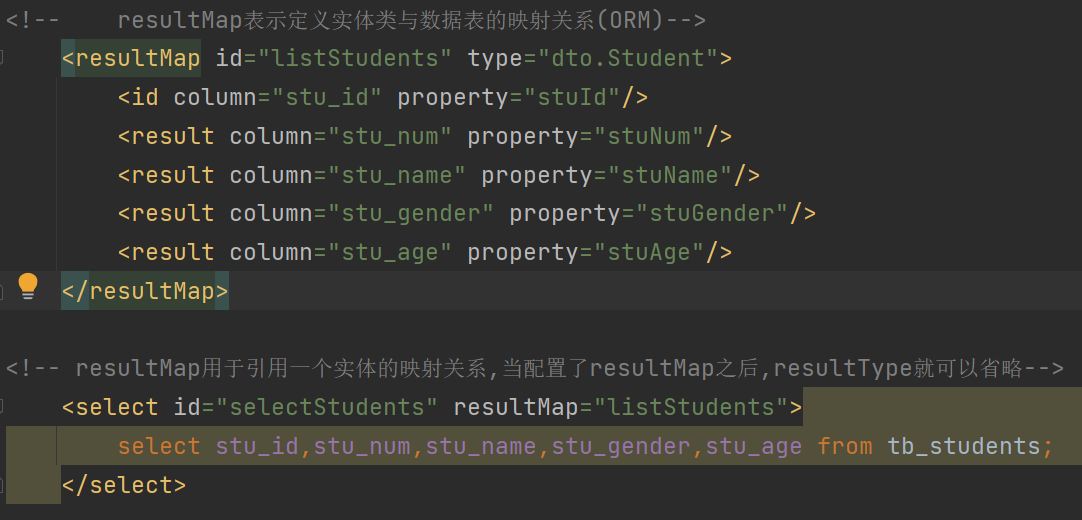 <!--    resultMap表示定义实体类与数据表的映射关系(ORM)-->
    <resultMap id="listStudents" type="dto.Student">
        <id column="stu_id" property="stuId"/>
        <result column="stu_num" property="stuNum"/>
        <result column="stu_name" property="stuName"/>
        <result column="stu_gender" property="stuGender"/>
        <result column="stu_age" property="stuAge"/>
    </resultMap>
<!-- resultMap用于引用一个实体的映射关系,当配置了resultMap之后,resultType就可以省略-->
    <select id="selectStudents" resultMap="listStudents">
        select stu_id,stu_num,stu_name,stu_gender,stu_age from tb_students;
    </select>